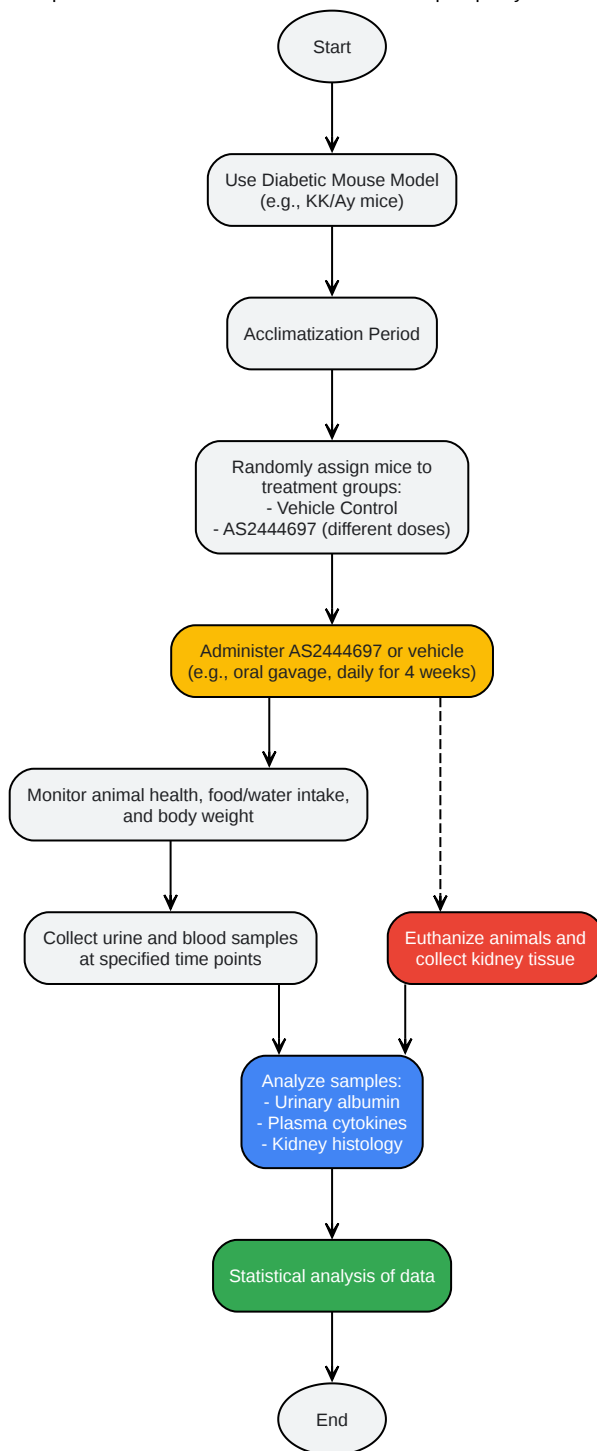 Start
Use Diabetic Mouse Model
(e.g., KK/Ay mice)
Acclimatization Period
Randomly assign mice to
treatment groups:
- Vehicle Control
- AS2444697 (different doses)
Administer AS2444697 or vehicle
(e.g., oral gavage, daily for 4 weeks)
Monitor animal health, food/water intake,
and body weight
Collect urine and blood samples
at specified time points
Euthanize animals and
collect kidney tissue
Analyze samples:
- Urinary albumin
- Plasma cytokines
- Kidney histology
Statistical analysis of data
End